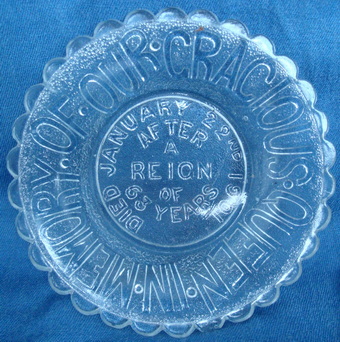 IN·MEMORY·OF·OUR·GRACIOUS·QUEEN·
DIED JANUARY 22ND 1901
AFTER
A
REIGN
OF
63 YEARS